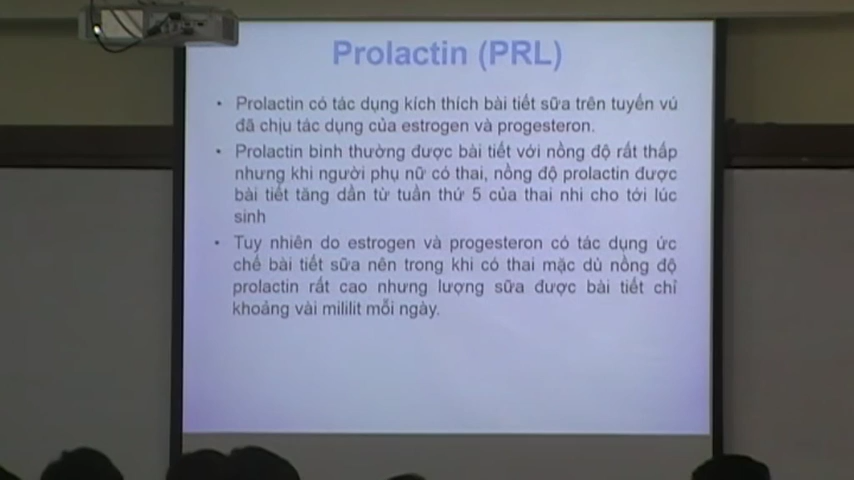 Prolactin (PRL)
• Prolactin có tác dụng kích thích bài tiết sữa trên tuyến vú
đã chịu tác dụng của estrogen và progesteron.
• Prolactin bình thường được bài tiết với nồng độ rất thấp
nhưng khi người phụ nữ có thai, nồng độ prolactin được
bài tiết tăng dần từ tuần thứ 5 của thai nhi cho tới lúc
sinh
• Tuy nhiên do estrogen và progesteron có tác dụng ức
chế bài tiết sữa nên trong khi có thai mặc dù nồng độ
prolactin rất cao nhưng lượng sữa được bài tiết chỉ
khoảng vài mililit mỗi ngày.